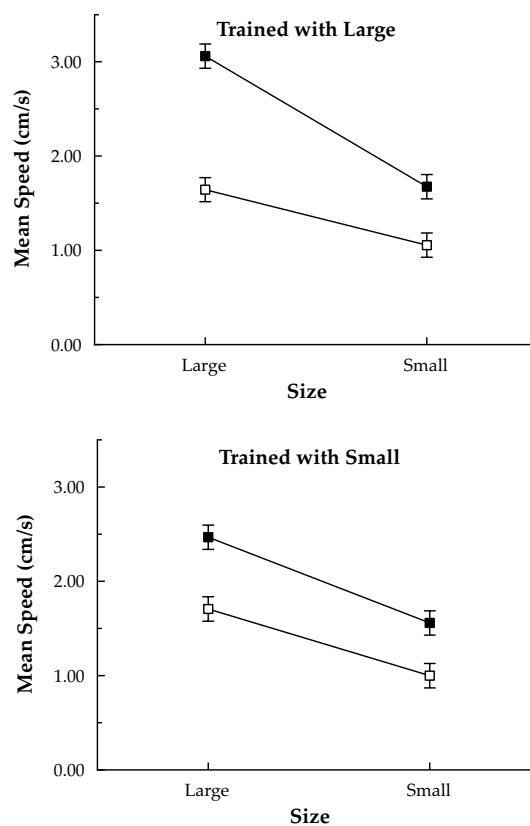 Trained with Large
3.00
2.00
1.00
0.00
Mean Speed (cm/s)
Large Small
Size
Trained with Small
3.00
2.00
1.00
0.00
Mean Speed (cm/s)
Large Small
Size